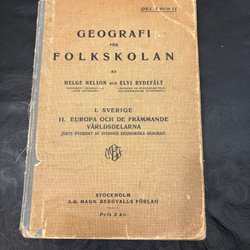 DEL I OCH II
GEOGRAFI
FÖR
FOLKSKOLAN
AV
HELGE NELSON OCH ELVI RYDEFÄLT
I. SVERIGE
II. EUROPA OCH DE FRÄMMANDE
VÄRLDSDELARNA
JÄMTE ÖVERSIKT AV SVERIGES EKONOMISKA GEOGRAFI
STOCKHOLM
A.-B. MAGN. BERGVALLS FÖRLAG
Pris 3 kr.